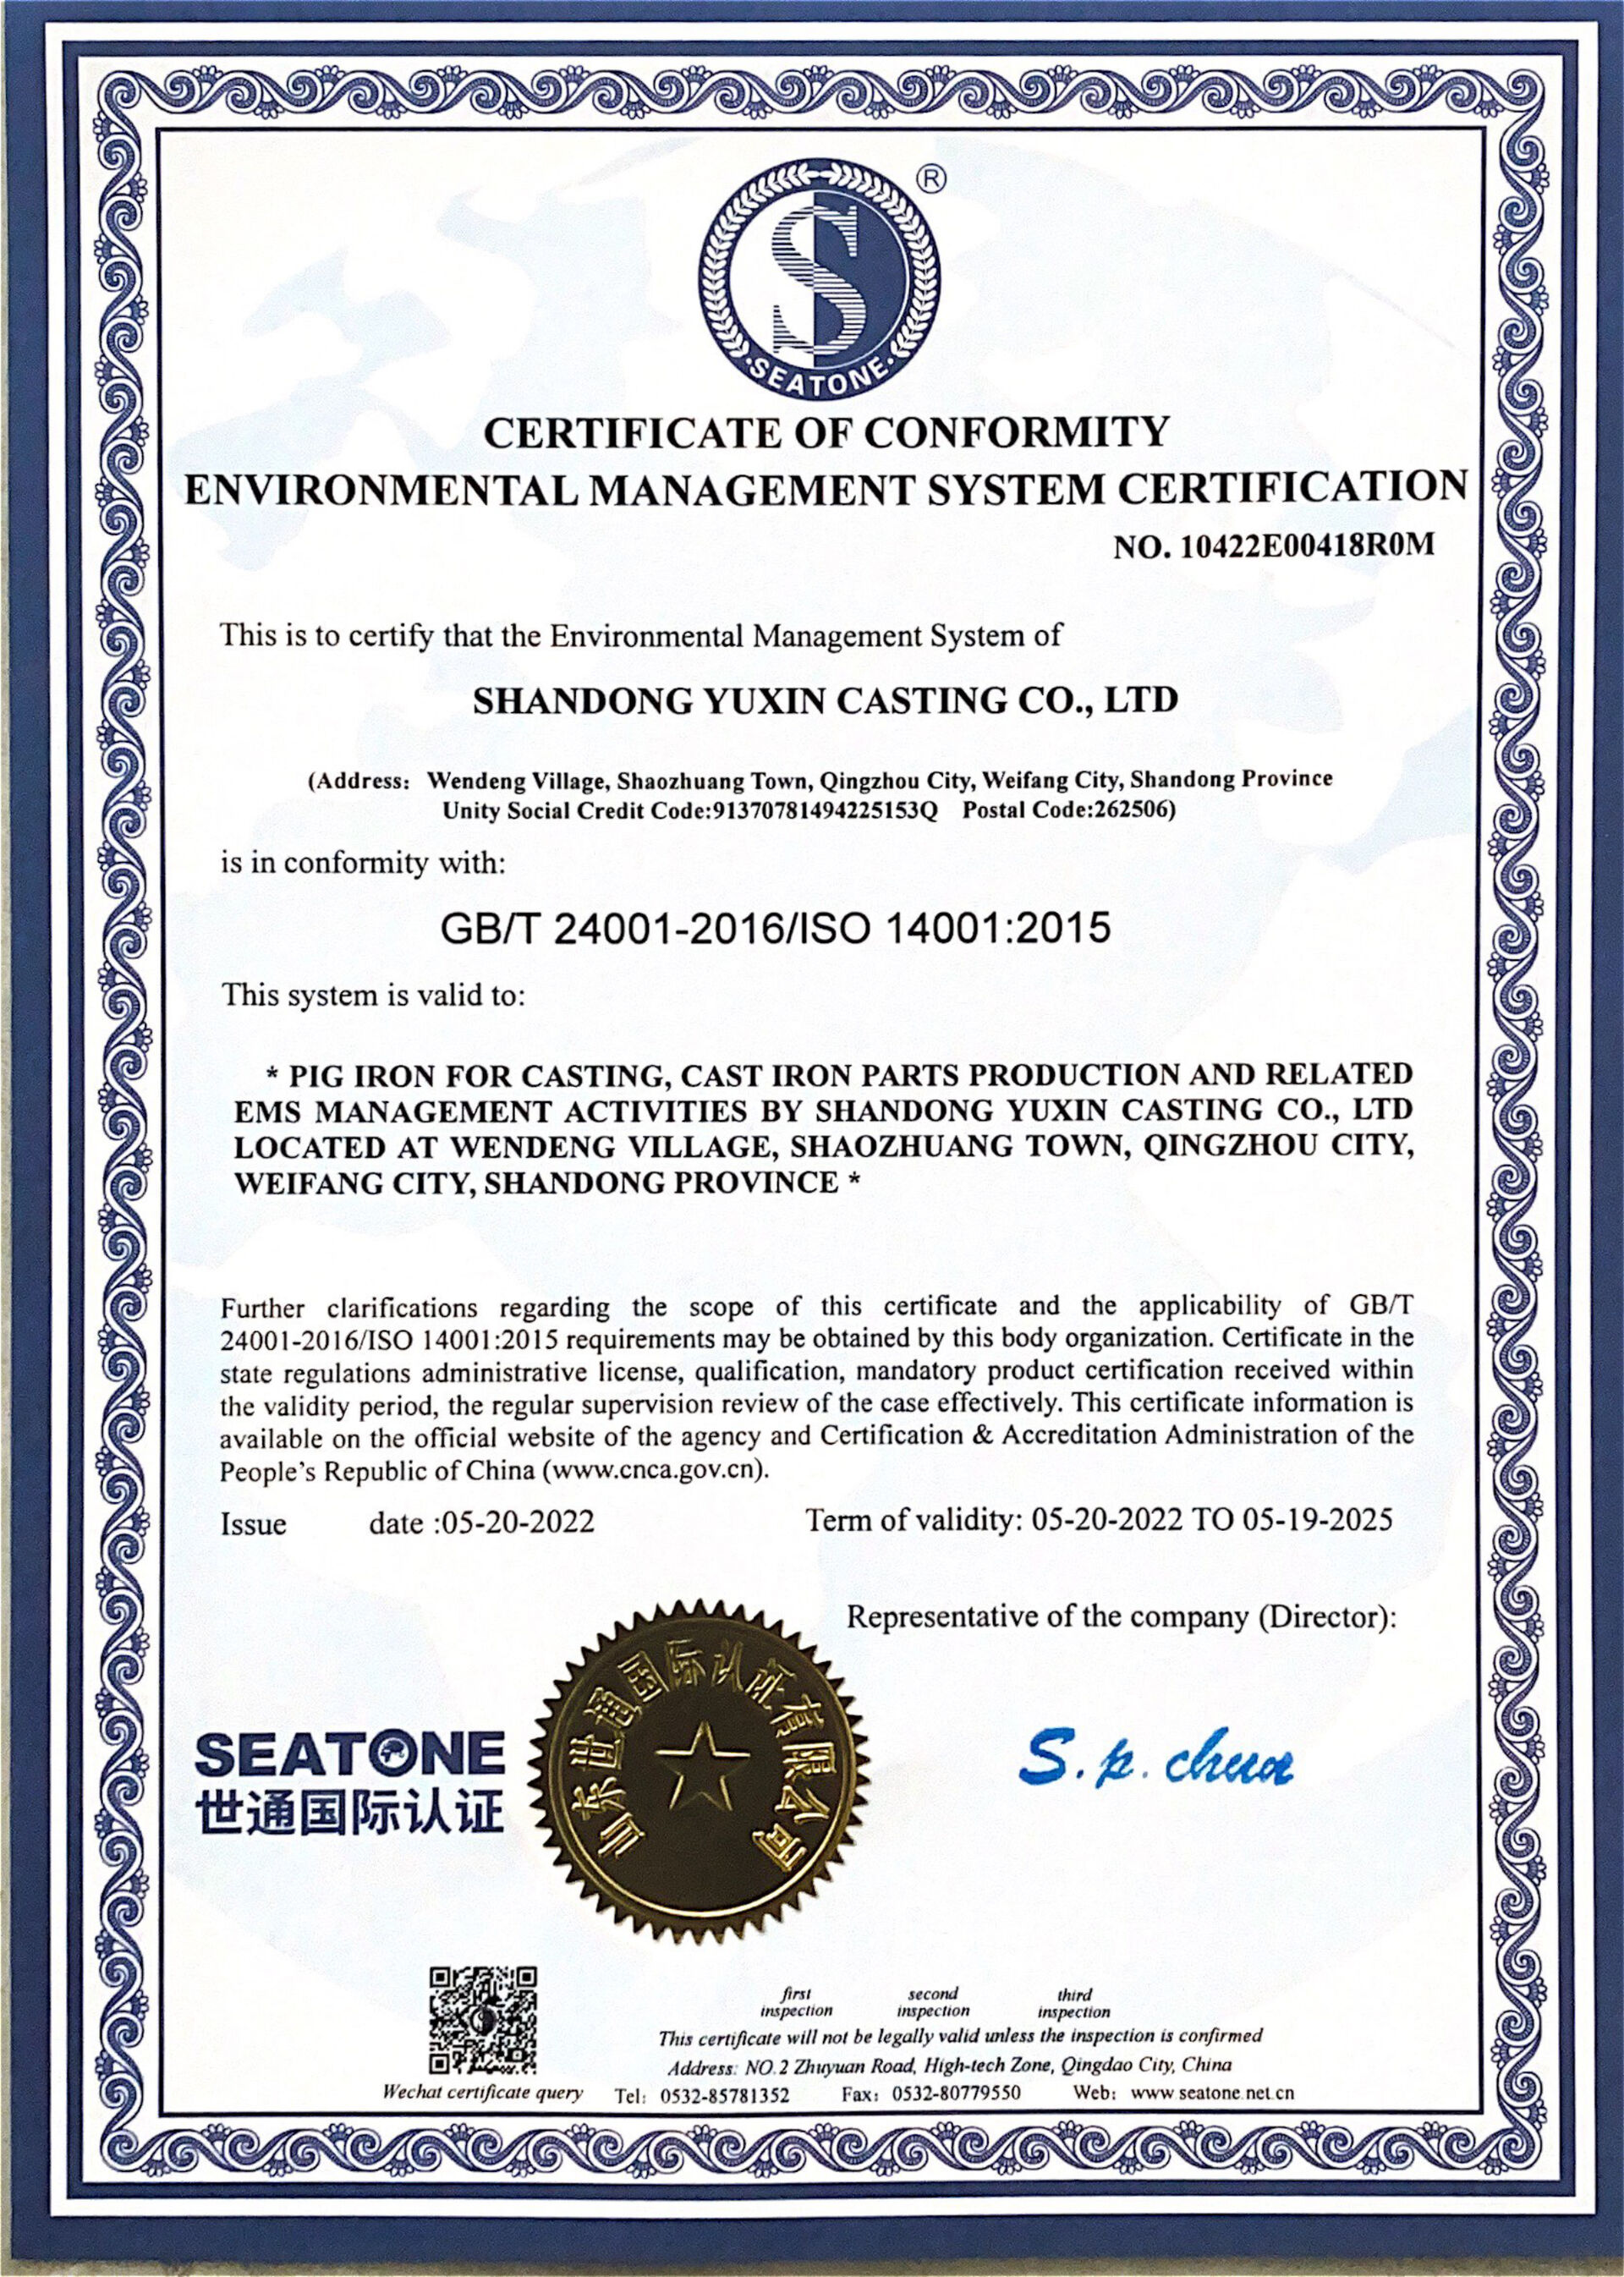 ®
S
SEATONE
CERTIFICATE OF CONFORMITY
ENVIRONMENTAL MANAGEMENT SYSTEM CERTIFICATION
NO. 10422E00418R0M
This is to certify that the Environmental Management System of
SHANDONG YUXIN CASTING CO., LTD
(Address: Wendeng Village, Shaozhuang Town, Qingzhou City, Weifang City, Shandong Province
Unity Social Credit Code:91370781494225153Q Postal Code:262506)
is in conformity with:
GB/T 24001-2016/ISO 14001:2015
This system is valid to:
* PIG IRON FOR CASTING, CAST IRON PARTS PRODUCTION AND RELATED
EMS MANAGEMENT ACTIVITIES BY SHANDONG YUXIN CASTING CO., LTD
LOCATED AT WENDENG VILLAGE, SHAOZHUANG TOWN, QINGZHOU CITY,
WEIFANG CITY, SHANDONG PROVINCE *
Further clarifications regarding the scope of this certificate and the applicability of GB/T
24001-2016/ISO 14001:2015 requirements may be obtained by this body organization. Certificate in the
state regulations administrative license, qualification, mandatory product certification received within
the validity period, the regular supervision review of the case effectively. This certificate information is
available on the official website of the agency and Certification & Accreditation Administration of the
People's Republic of China (www.cnca.gov.cn).
Issue date :05-20-2022 Term of validity: 05-20-2022 TO 05-19-2025
Representative of the company (Director):
山东世通国际认证有限公司
SEATONE
世通国际认证
S.p.chua
first second third
inspection inspection inspection
This certificate will not be legally valid unless the inspection is confirmed
Address: NO.2 Zhuyuan Road, High-tech Zone, Qingdao City, China
Wechat certificate query Tel: 0532-85781352 Fax: 0532-80779550 Web: www.seatone.net.cn